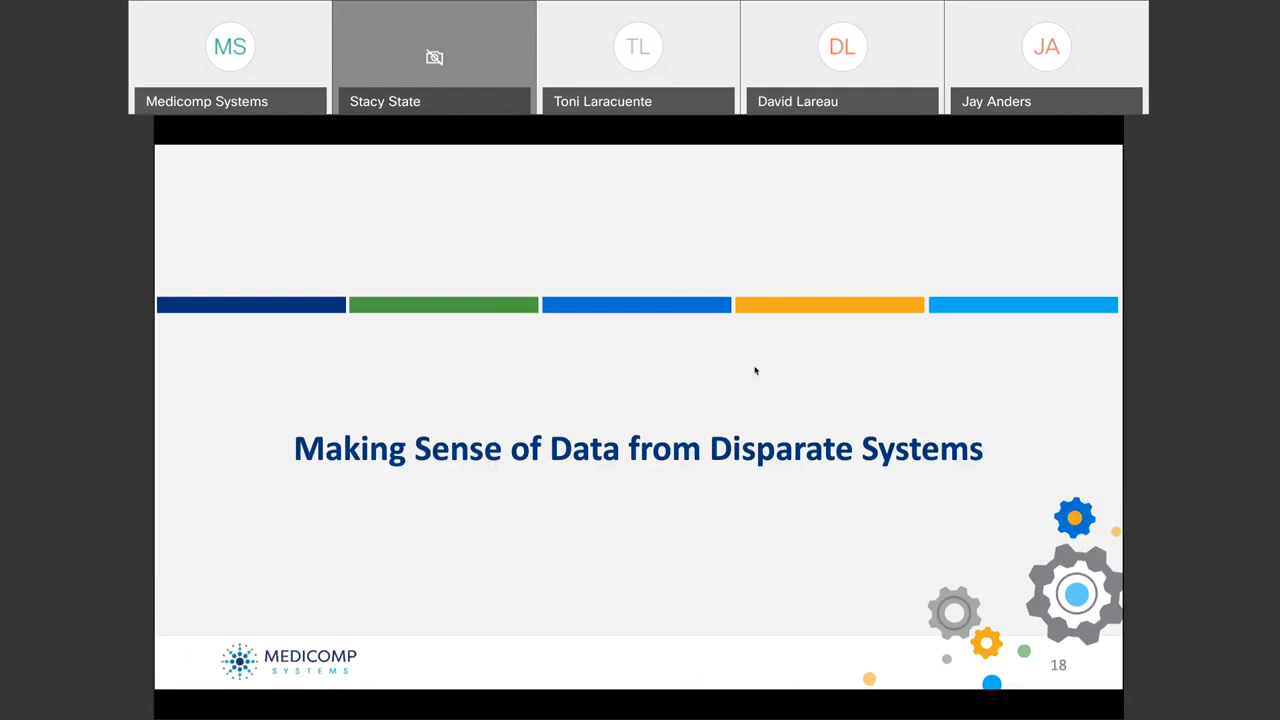 MS
TL
DL
JA
Medicomp Systems
Stacy State
Toni Laracuente
David Lareau
Jay Anders
Making Sense of Data from Disparate Systems
MEDICOMP
SYSTEMS
18